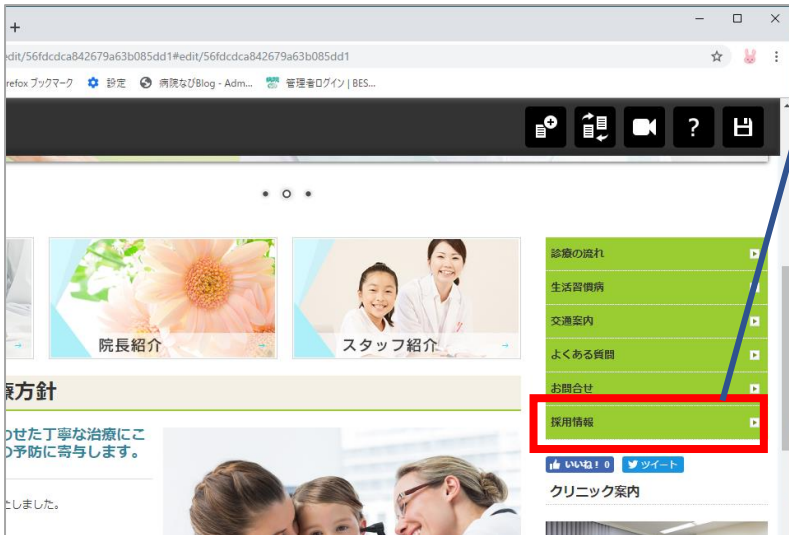 edit/56fdcdca842679a63b085dd1#edit/56fdcdca842679a63b085dd1
refox ブックマーク 設定 病院なびBlog - Adm... 管理者ログイン | BES...
?
診療の流れ
生活習慣病
交通案内
よくある質問
お問合せ
採用情報
院長紹介
スタッフ紹介
療方針
わせた丁寧な治療にこ
の予防に寄与します。
としました。
いいね! 0 ツイート
クリニック案内